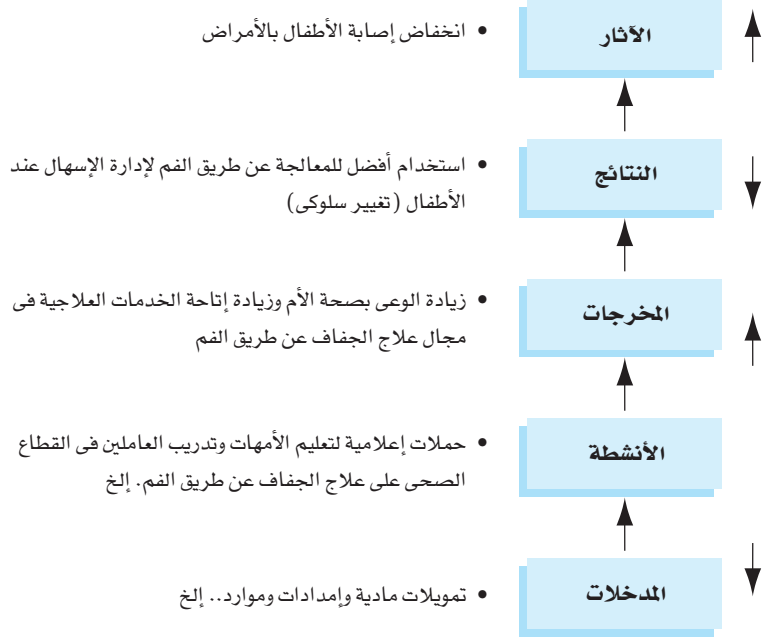 الآثار
• انخفاض إصابة الأطفال بالأمراض
النتائج
• استخدام أفضل للمعالجة عن طريق الفم لإدارة الإسهال عند
الأطفال (تغيير سلوكى)
المخرجات
• زيادة الوعى بصحة الأم وزيادة إتاحة الخدمات العلاجية فى
مجال علاج الجفاف عن طريق الفم
الأنشطة
• حملات إعلامية لتعليم الأمهات وتدريب العاملين فى القطاع
الصحى على علاج الجفاف عن طريق الفم. إلخ
المدخلات
• تمويلات مادية وإمدادات وموارد.. إلخ